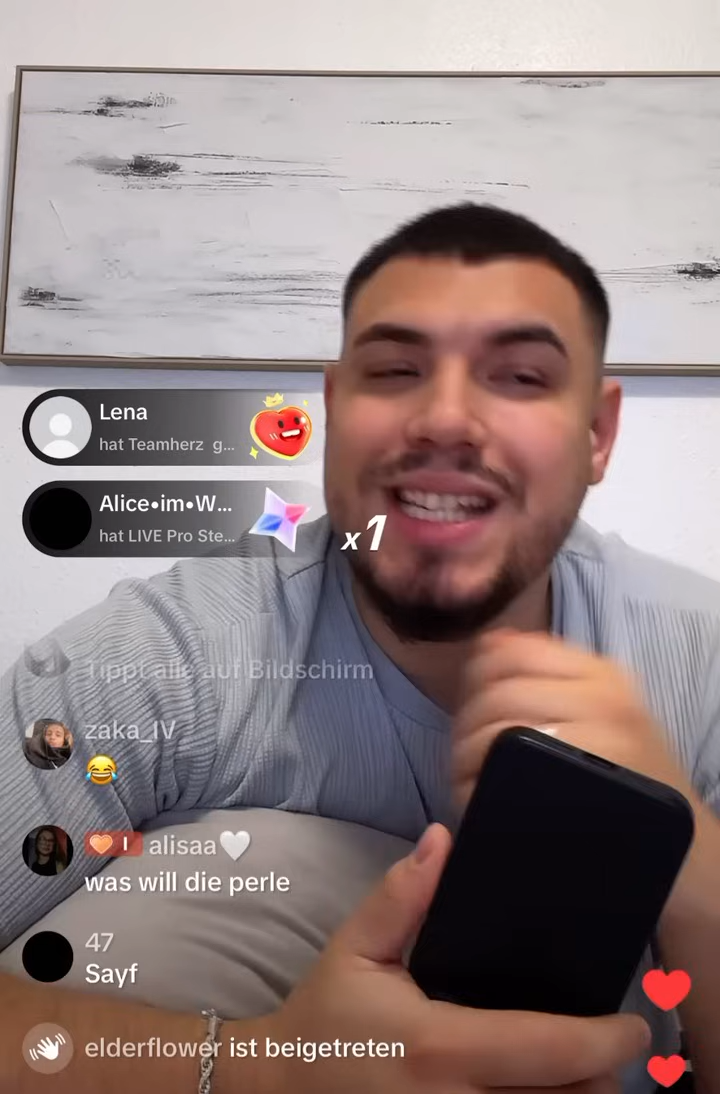 Lena
hat Teamherz g...
Alice•im•W...
hat LIVE Pro Ste...
x1
Tippt alle auf Bildschirm
zaka_IV
😂
I alisaa🤍
was will die perle
47
Sayf
elderflower ist beigetreten